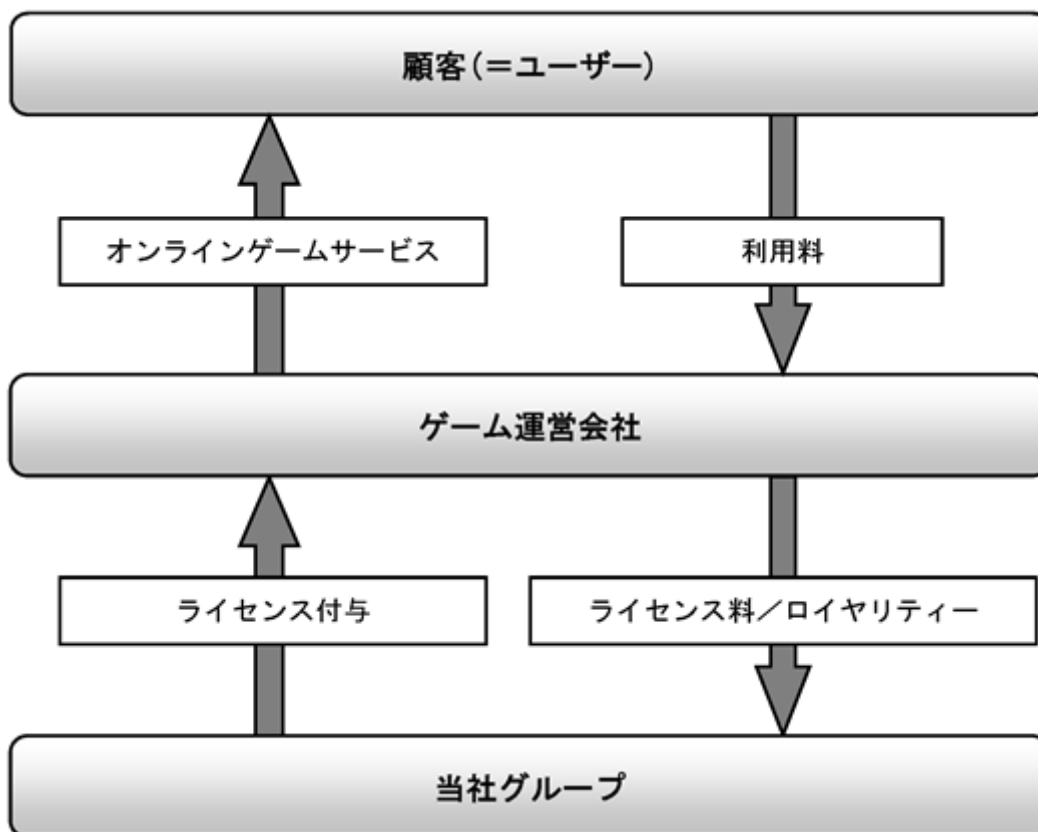 顧客(=ユーザー)
オンラインゲームサービス
利用料
ゲーム運営会社
ライセンス付与
ライセンス料／ロイヤリティー
当社グループ